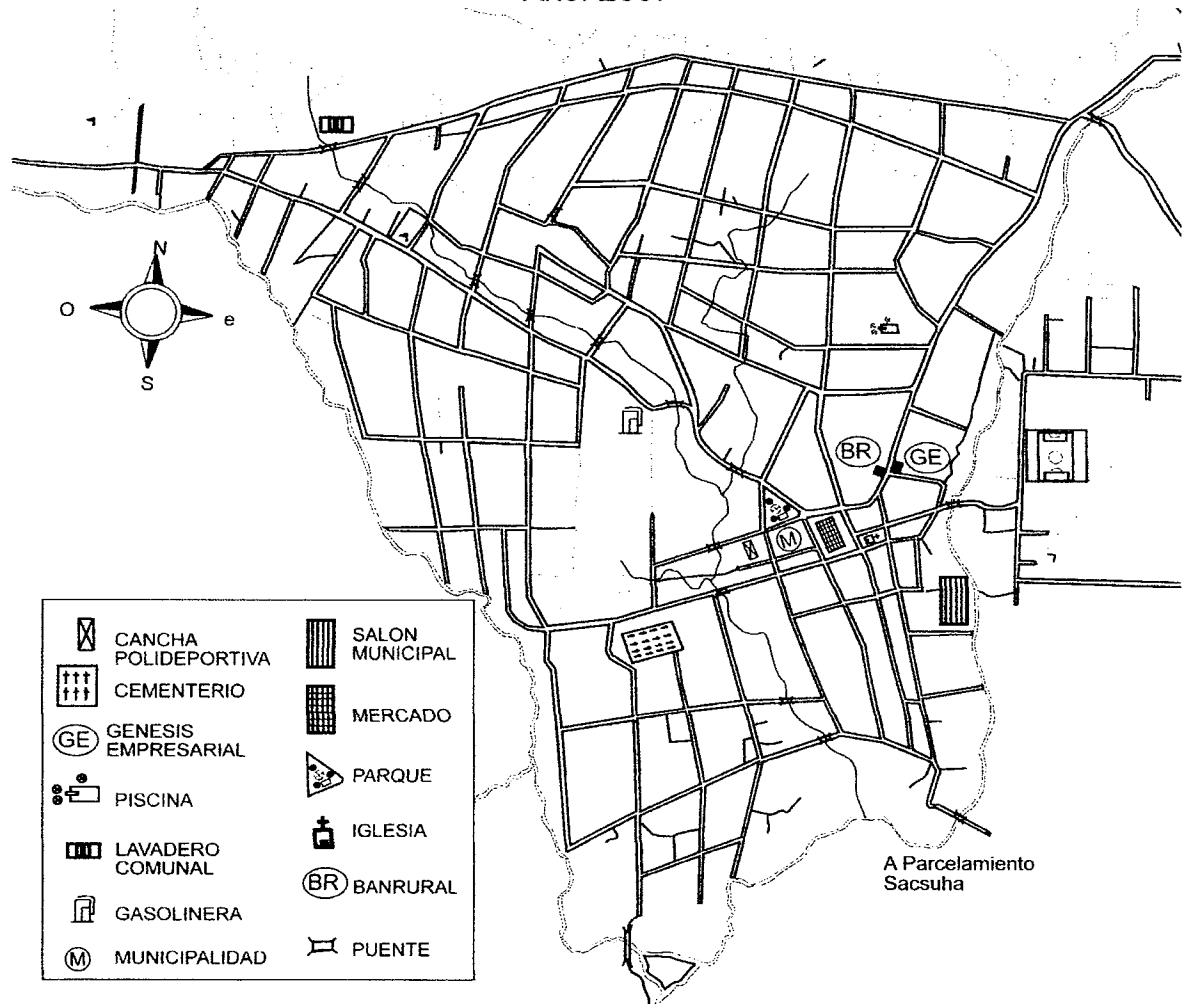 N
O
e
S
BR
GE
M
CANCHA
POLIDEPORTIVA
CEMENTERIO
GE
GENESIS
EMPRESARIAL
PISCINA
LAVADERO
COMUNAL
GASOLINERA
M
MUNICIPALIDAD
SALON
MUNICIPAL
MERCADO
PARQUE
IGLESIA
BR
BANRURAL
PUENTE
A Parcelamiento
Sacsuha